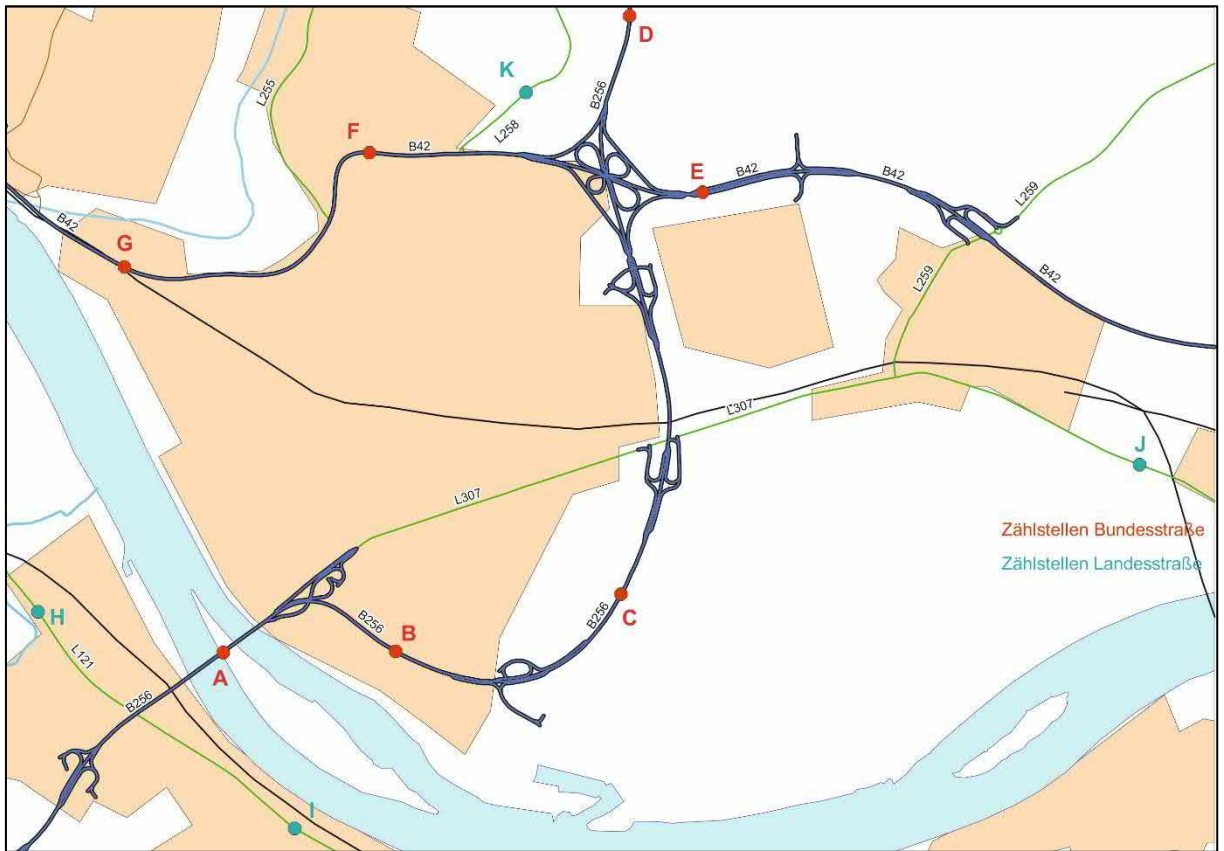 D
K
B256
L255
L258
F
B42
E
B42
B42
L259
B42
G
L259
B42
L307
J
L307
Zählstellen Bundesstraße
Zählstellen Landesstraße
C
H
B256
B256
B
L121
A
B256
I